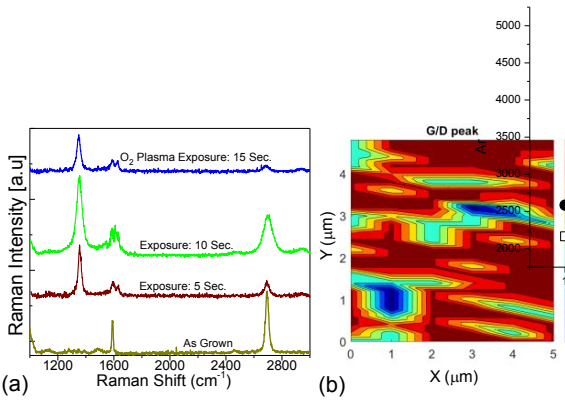 Raman Intensity [a.u]
O2 Plasma Exposure: 15 Sec.
Exposure: 10 Sec.
Exposure: 5 Sec.
As Grown
1200 1600 2000 2400 2800
Raman Shift (cm-1)
(a)
G/D peak
Y (μm)
4
3
2
1
0
0 1 2 3 4 5
X (μm)
(b)
5000
4500
4000
3500
3000
2500
2000
Ar
1